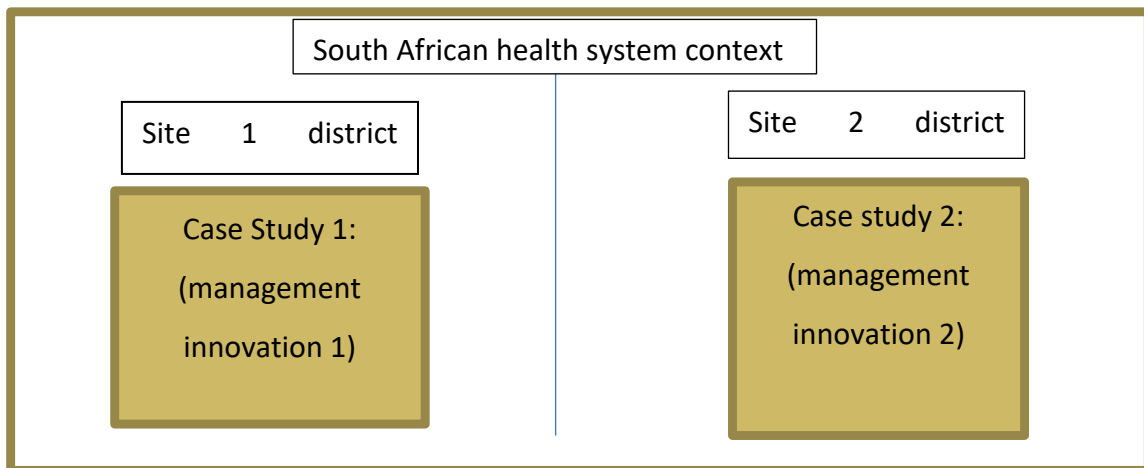 South African health system context
Site 1 district
Case Study 1:
(management
innovation 1)
Site 2 district
Case study 2:
(management
innovation 2)